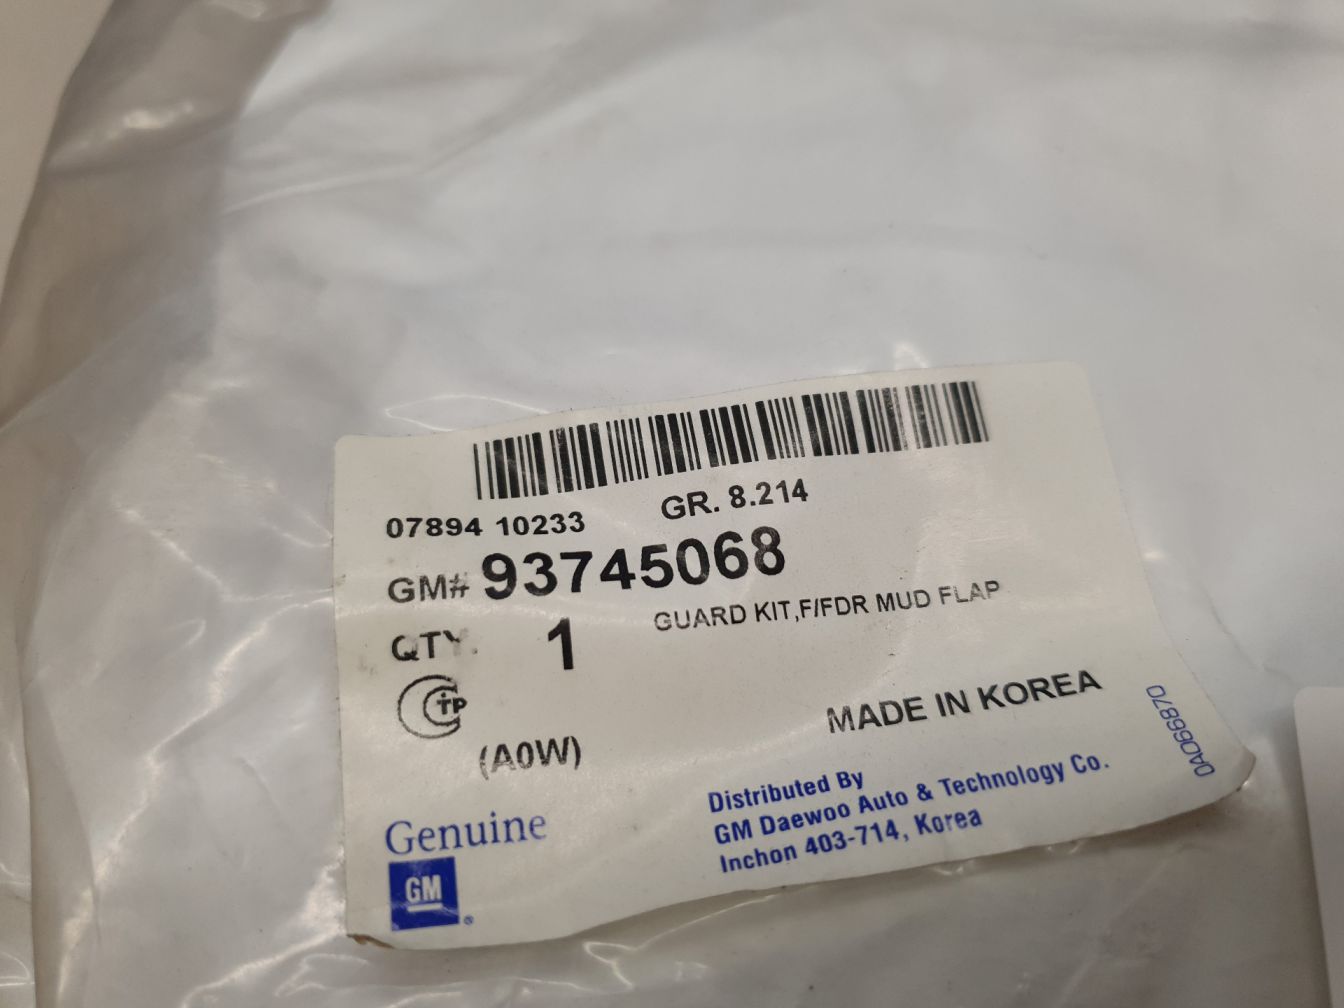 07894 10233 GR. 8.214
GM# 93745068
GUARD KIT,F/FDR MUD FLAP
QTY. 1
(A0W)
MADE IN KOREA
0AD66870
Genuine
GM
®
Distributed By
GM Daewoo Auto & Technology Co.
Inchon 403-714, Korea